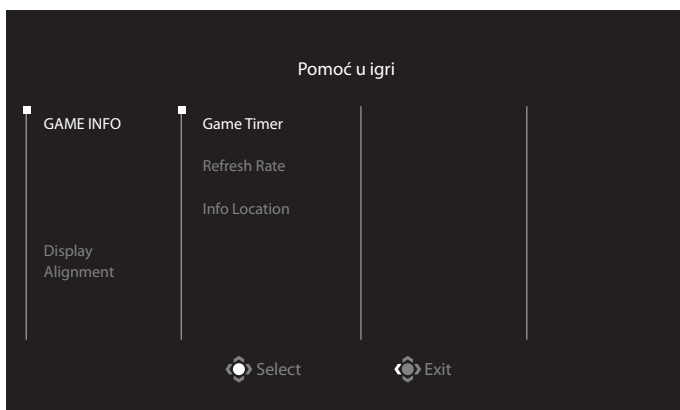 Pomoć u igri
GAME INFO
Game Timer
Refresh Rate
Info Location
Display
Alignment
Select
Exit